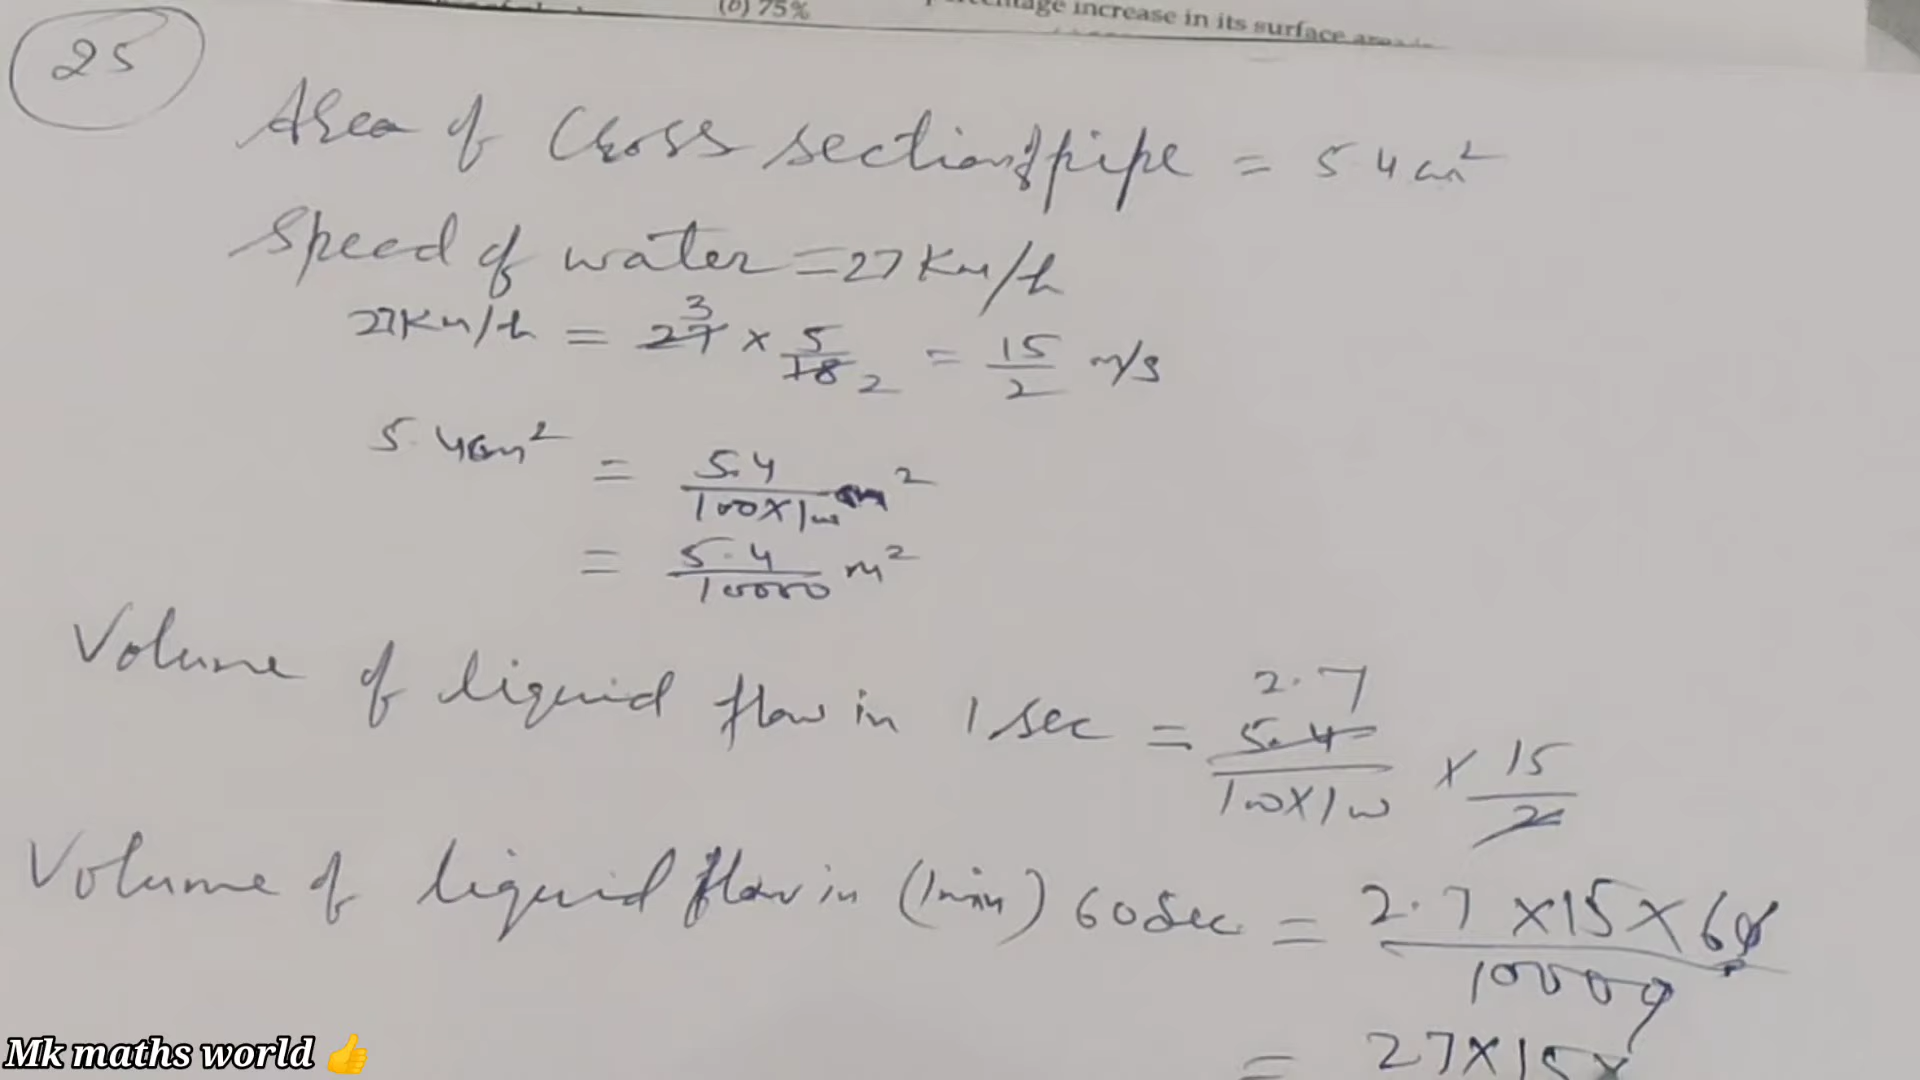 (b) 75%
increase in its surface area
25
Area of Cross section of pipe = 5.4 cm²
Speed of water = 27 Km/h
27 Km/h = 27 3 × 5/18 2 = 15/2 m/s
5.4 cm² = 5.4/100×100 m²
= 5.4/10000 m²
Volume of liquid flow in 1 sec = 2.7 5.4/100×100 × 15/2
Volume of liquid flow in (1min) 60 Sec = 2.7 ×15×60/10000
= 27×15×
Mk maths world 👍